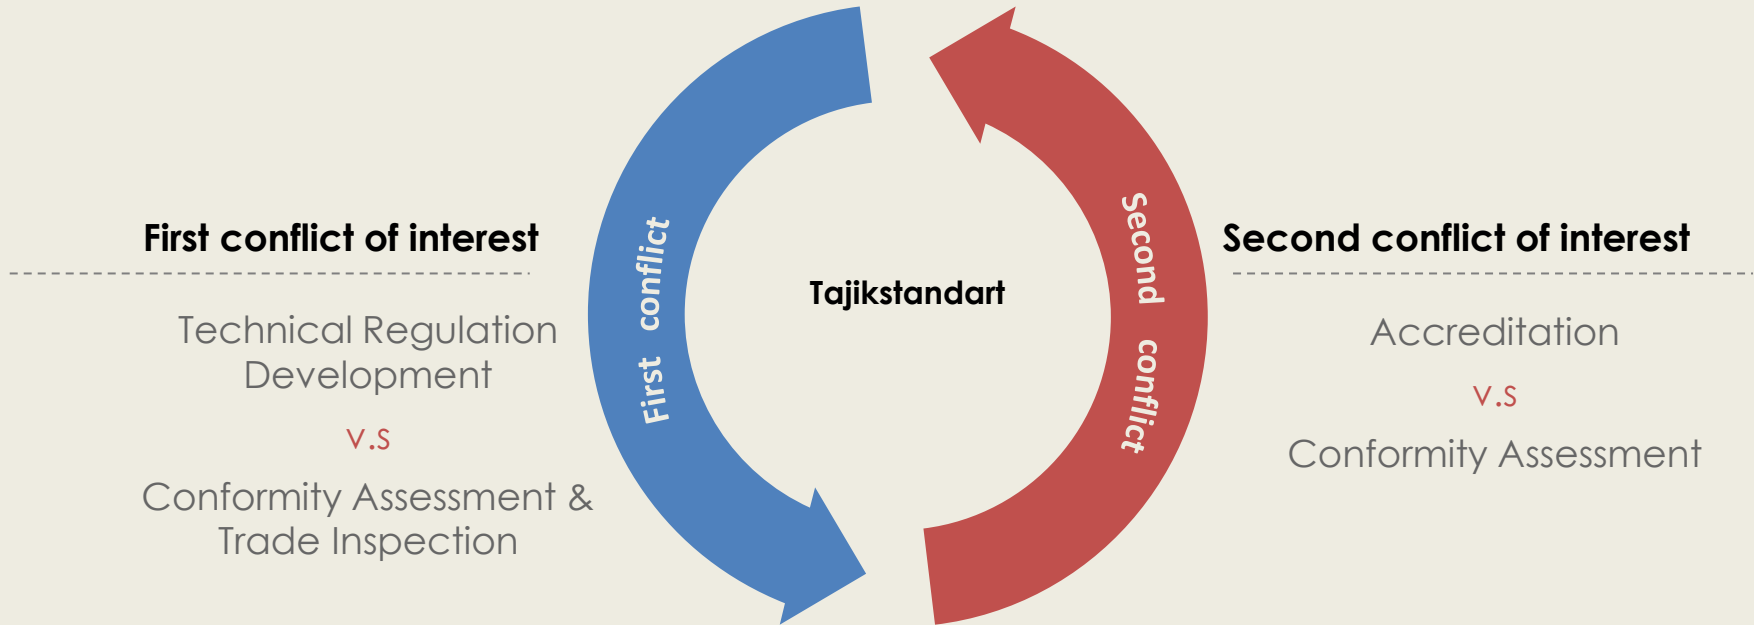 First conflict of interest
Technical Regulation
Development
v.s
Conformity Assessment &
Trade Inspection
First conflict
Tajikstandart
Second conflict
Second conflict of interest
Accreditation
v.s
Conformity Assessment